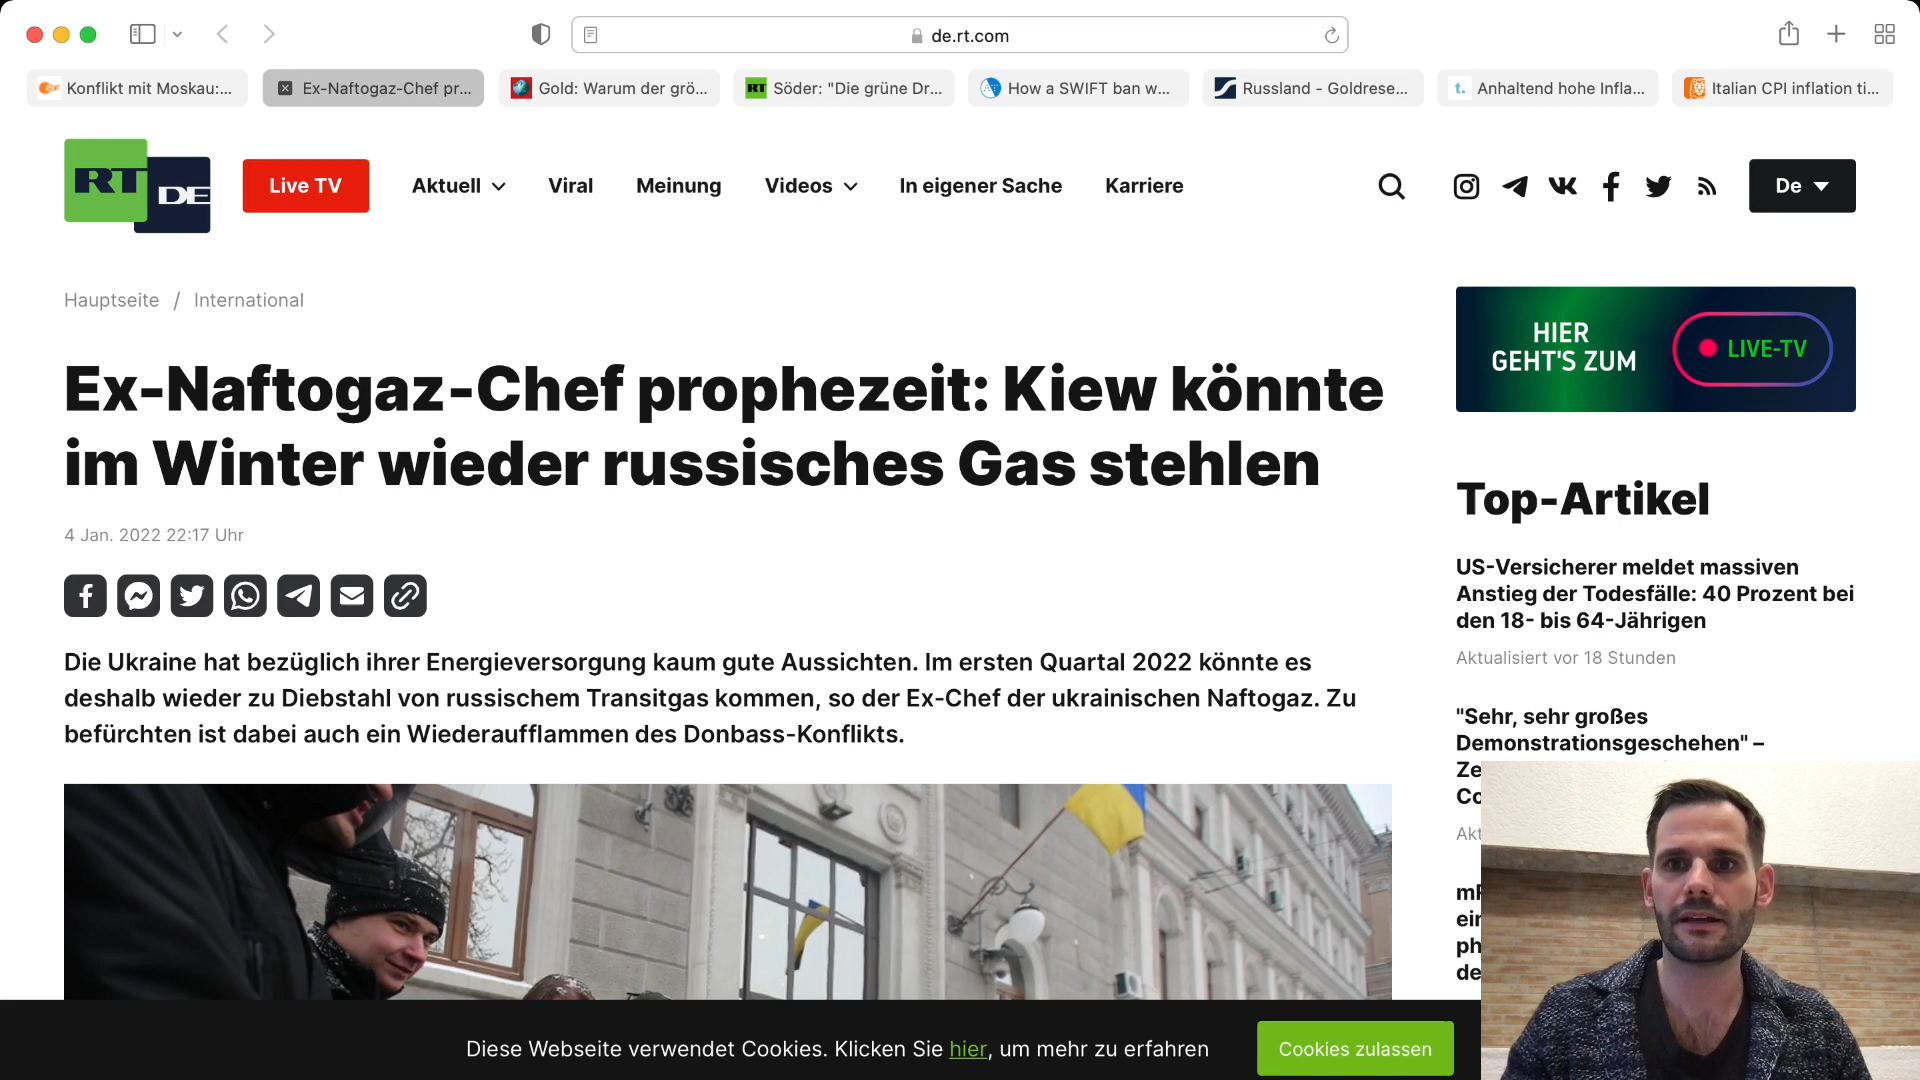 de.rt.com
Konflikt mit Moskau:...
Ex-Naftogaz-Chef pr...
Gold: Warum der grö...
RT
Söder: "Die grüne Dr...
How a SWIFT ban w...
Russland - Goldrese...
t.
Anhaltend hohe Infla...
Italian CPI inflation ti...
RT
DE
Live TV
Aktuell
Viral
Meinung
Videos
In eigener Sache
Karriere
De
Hauptseite / International
HIER
GEHT'S ZUM
LIVE-TV
Ex-Naftogaz-Chef prophezeit: Kiew könnte
im Winter wieder russisches Gas stehlen
4 Jan. 2022 22:17 Uhr
Die Ukraine hat bezüglich ihrer Energieversorgung kaum gute Aussichten. Im ersten Quartal 2022 könnte es
deshalb wieder zu Diebstahl von russischem Transitgas kommen, so der Ex-Chef der ukrainischen Naftogaz. Zu
befürchten ist dabei auch ein Wiederaufflammen des Donbass-Konflikts.
Top-Artikel
US-Versicherer meldet massiven
Anstieg der Todesfälle: 40 Prozent bei
den 18- bis 64-Jährigen
Aktualisiert vor 18 Stunden
"Sehr, sehr großes
Demonstrationsgeschehen" –
Diese Webseite verwendet Cookies. Klicken Sie hier, um mehr zu erfahren
Cookies zulassen